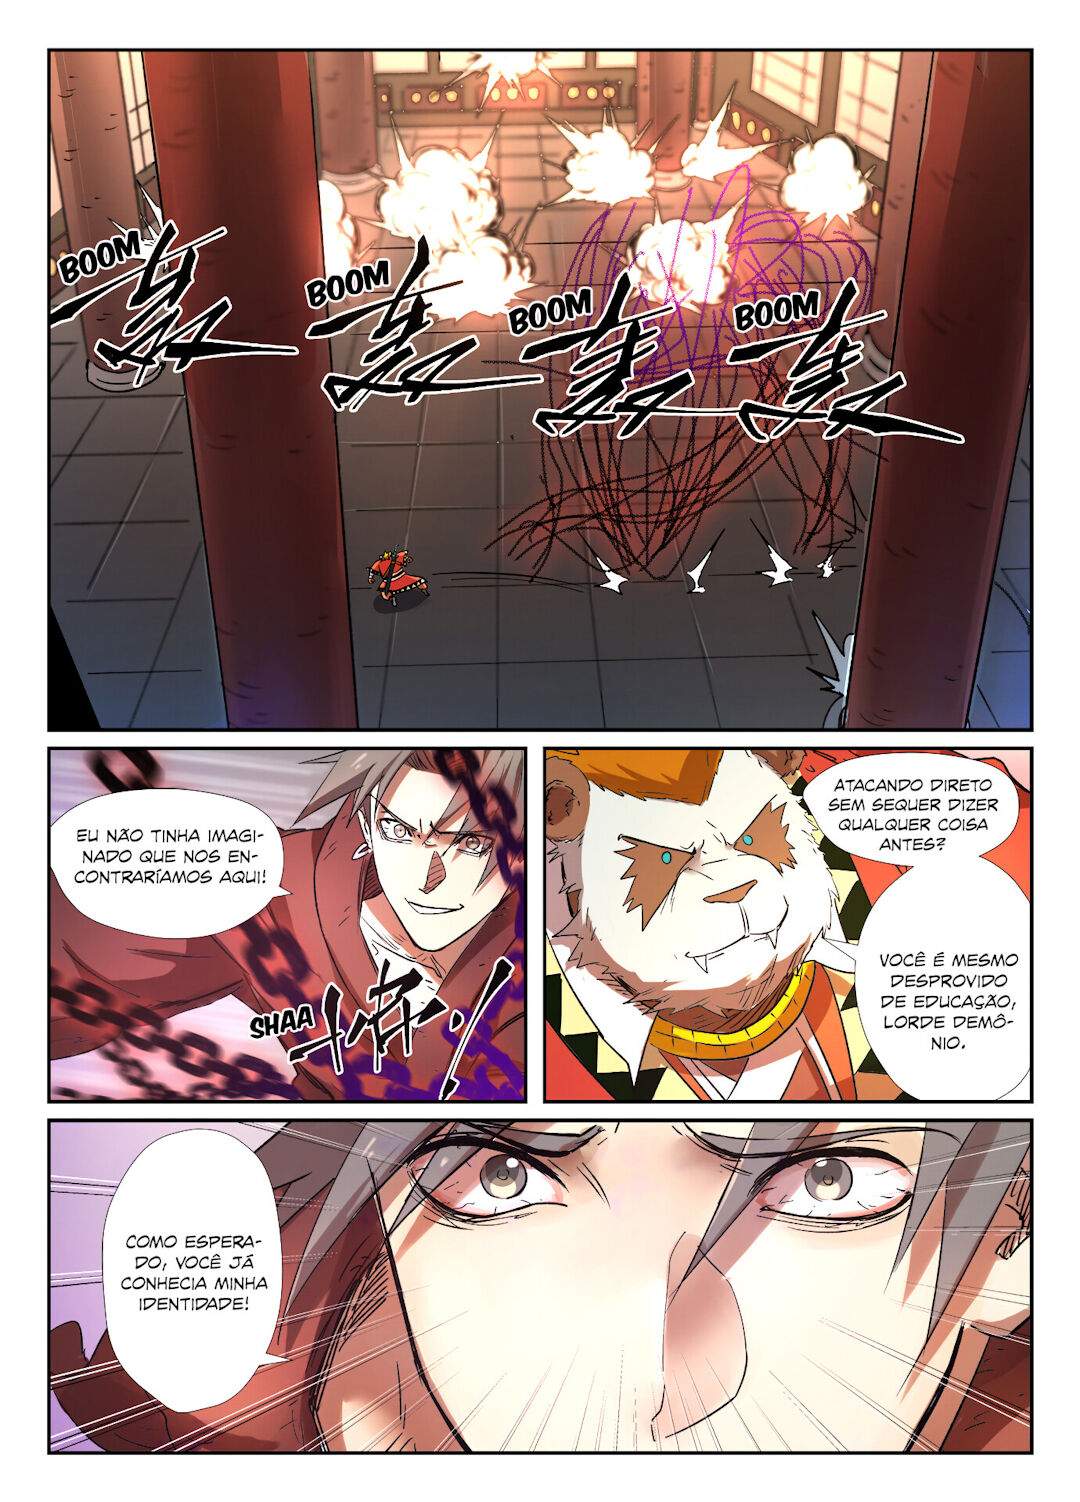 BOOM
BOOM
BOOM
BOOM
轰
轰
轰
轰
EU NÃO TINHA IMAGI-
NADO QUE NOS EN-
CONTRARÍAMOS AQUI!
SHAA
ATACANDO DIRETO
SEM SEQUER DIZER
QUALQUER COISA
ANTES?
VOCÊ É MESMO
DESPROVIDO
DE EDUCAÇÃO,
LORDE DEMÔ-
NIO.
COMO ESPERA-
DO, VOCÊ JÁ
CONHECIA MINHA
IDENTIDADE!